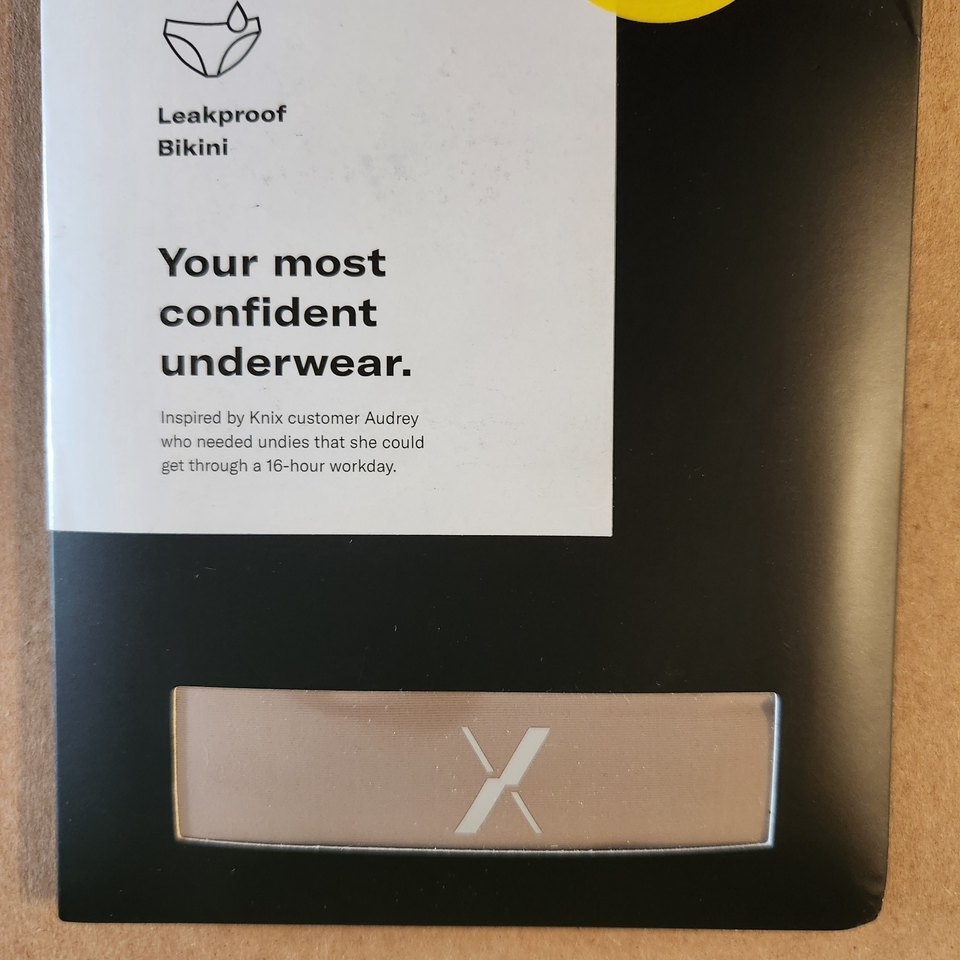 Leakproof
Bikini
Your most
confident
underwear.
Inspired by Knix customer Audrey
who needed undies that she could
get through a 16-hour workday.
X